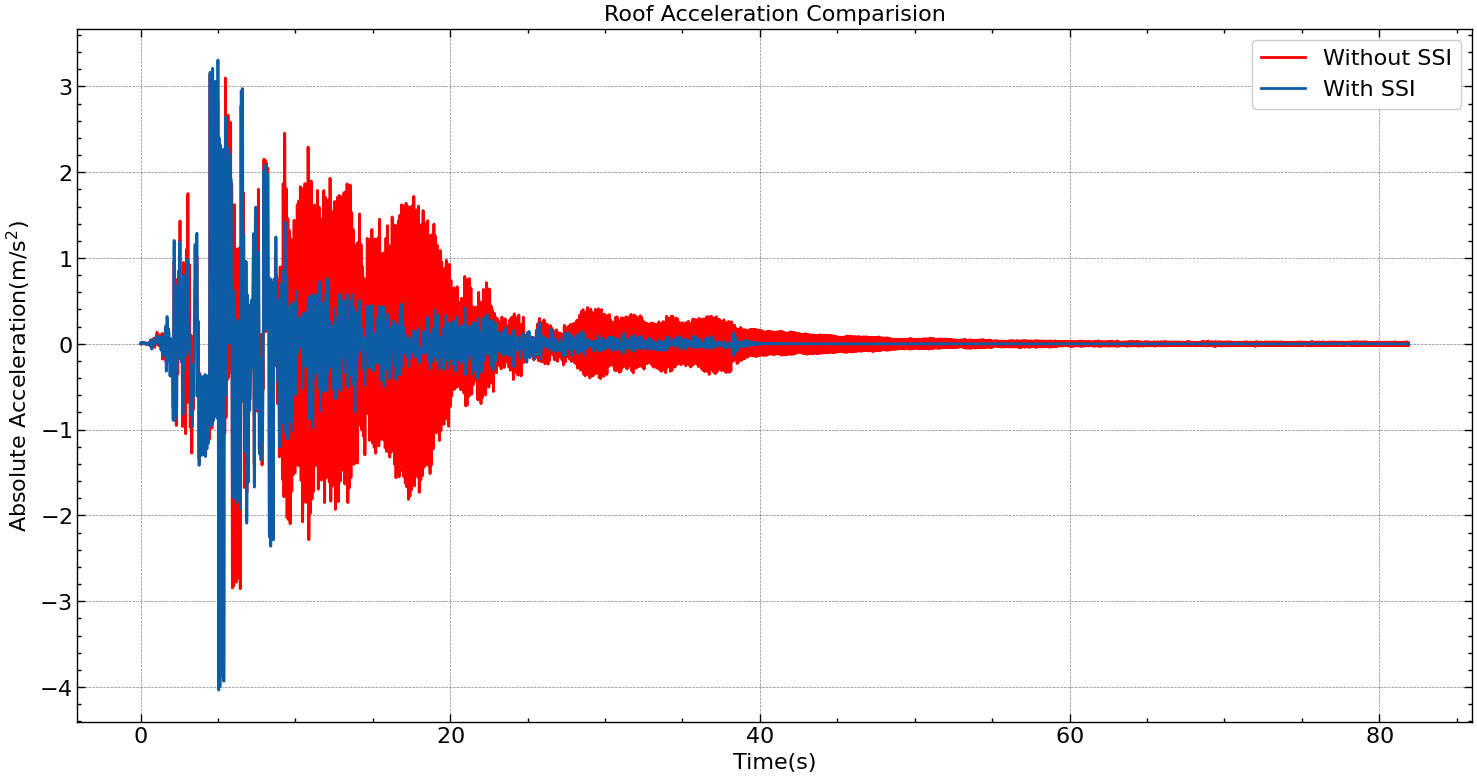 Roof Acceleration Comparision
Without SSI
With SSI
Absolute Acceleration(m/s²)
3
2
1
0
−1
−2
−3
−4
0 20 40 60 80
Time(s)